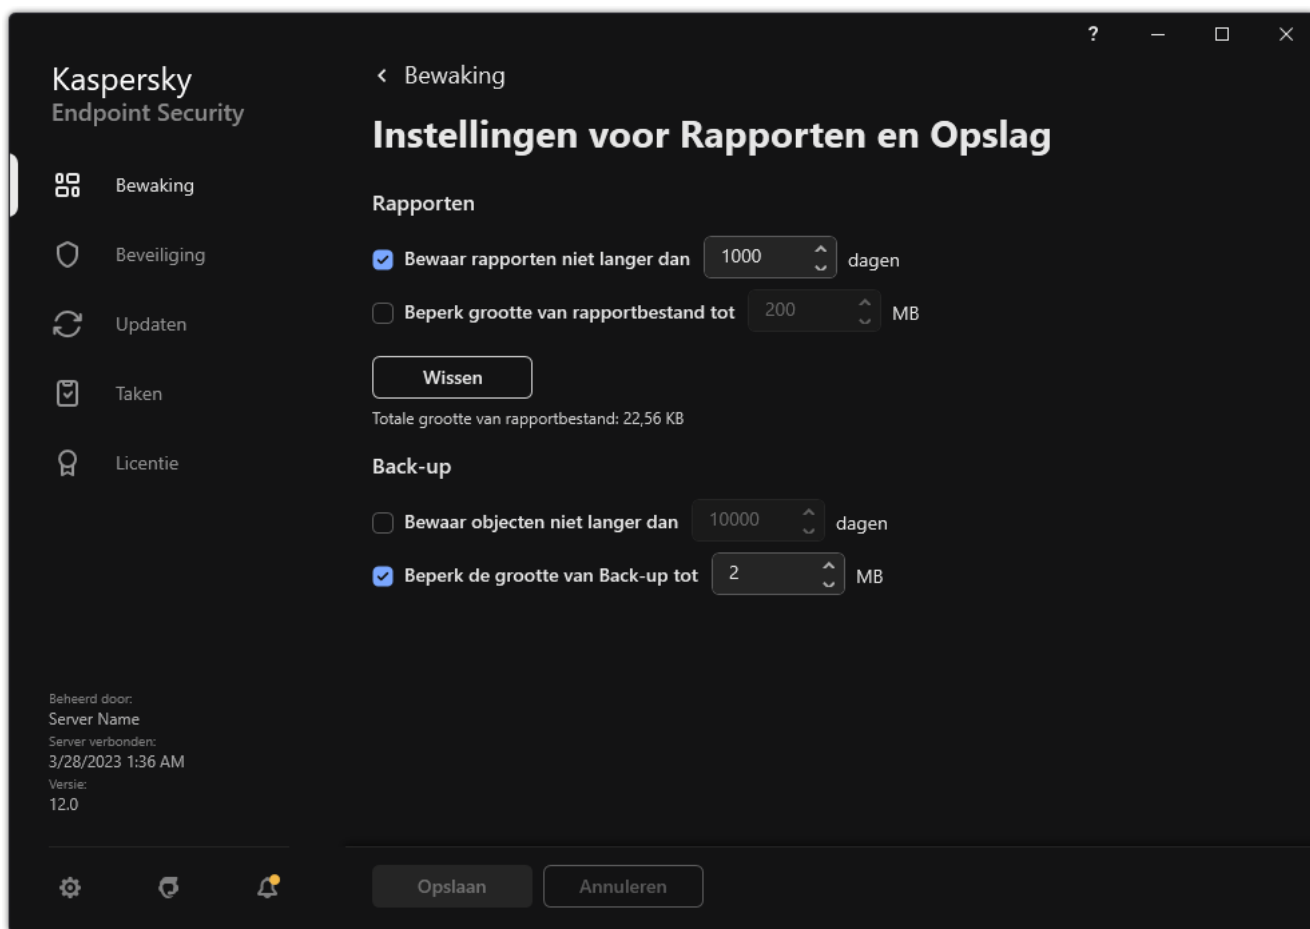 ?
Kaspersky
Endpoint Security
Bewaking
Beveiliging
Updaten
Taken
Licentie
Beheerd door:
Server Name
Server verbonden:
3/28/2023 1:36 AM
Versie:
12.0
Bewaking
Instellingen voor Rapporten en Opslag
Rapporten
Bewaar rapporten niet langer dan 1000 dagen
Beperk grootte van rapportbestand tot 200 MB
Wissen
Totale grootte van rapportbestand: 22,56 KB
Back-up
Bewaar objecten niet langer dan 10000 dagen
Beperk de grootte van Back-up tot 2 MB
Opslaan Annuleren